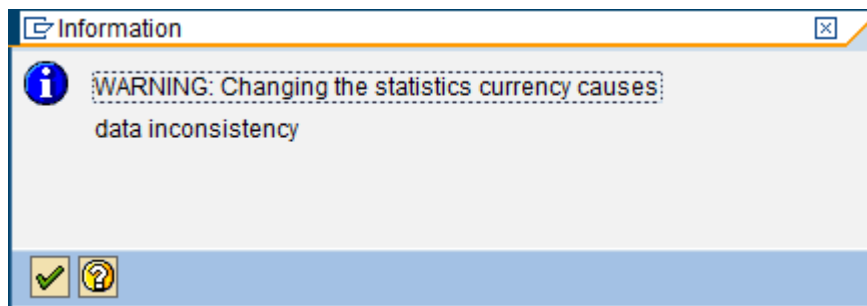 Information
WARNING: Changing the statistics currency causes
data inconsistency